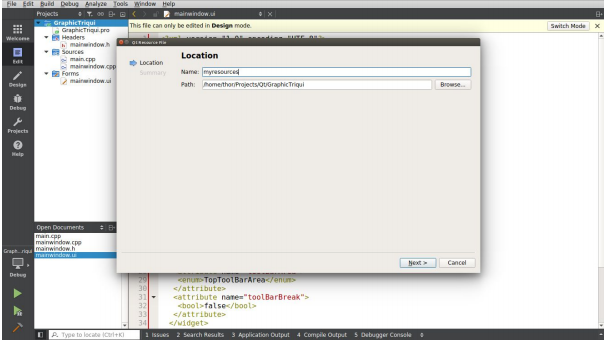 File Edit Build Debug Analyze Tools Window Help
Projects
mainwindow.ui
Welcome
Edit
Design
Debug
Projects
Help
GraphicTriqui
GraphicTriqui.pro
Headers
mainwindow.h
Sources
main.cpp
mainwindow.cpp
Forms
mainwindow.ui
This file can only be edited in Design mode.
Switch Mode
Qt Resource File
Location
Summary
Location
Name: myresources
Path: /home/thor/Projects/Qt/GraphicTriqui
Browse...
Next >
Cancel
Open Documents
main.cpp
mainwindow.cpp
mainwindow.h
mainwindow.ui
Graph...riqui
Debug
29 <enum>TopToolBarArea</enum>
30 </attribute>
31 <attribute name="toolBarBreak">
32 <bool>false</bool>
33 </attribute>
34 </widget>
Type to locate (Ctrl+K)
1 Issues
2 Search Results
3 Application Output
4 Compile Output
5 Debugger Console